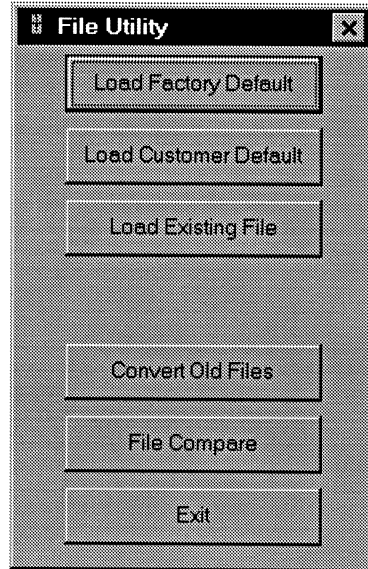 File Utility
Load Factory Default
Load Customer Default
Load Existing File
Convert Old Files
File Compare
Exit